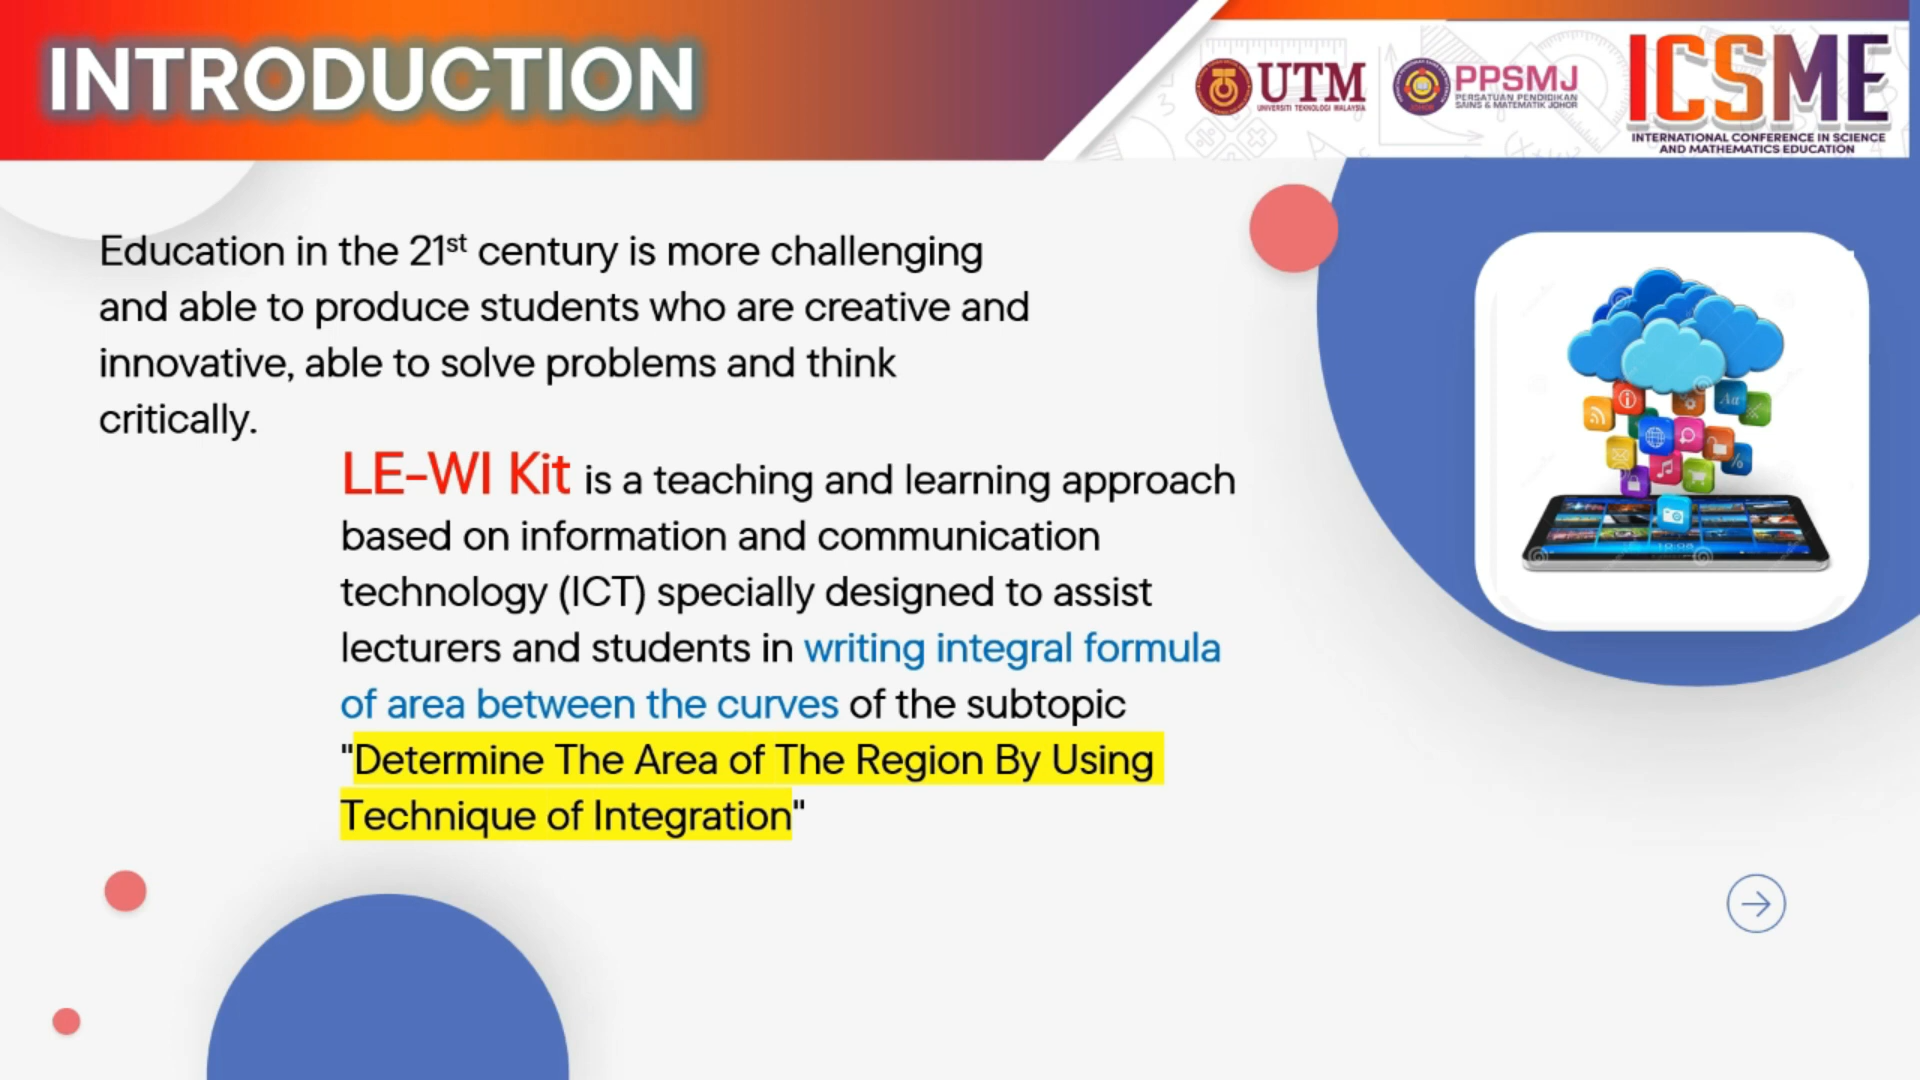 INTRODUCTION
UTM
UNIVERSITI TEKNOLOGI MALAYSIA
PPSMJ
PERSATUAN PENDIDIKAN
SAINS & MATEMATIK JOHOR
ICSME
INTERNATIONAL CONFERENCE IN SCIENCE
AND MATHEMATICS EDUCATION
Education in the 21st century is more challenging
and able to produce students who are creative and
innovative, able to solve problems and think
critically.
LE-WI Kit is a teaching and learning approach
based on information and communication
technology (ICT) specially designed to assist
lecturers and students in writing integral formula
of area between the curves of the subtopic
"Determine The Area of The Region By Using
Technique of Integration"
Aa